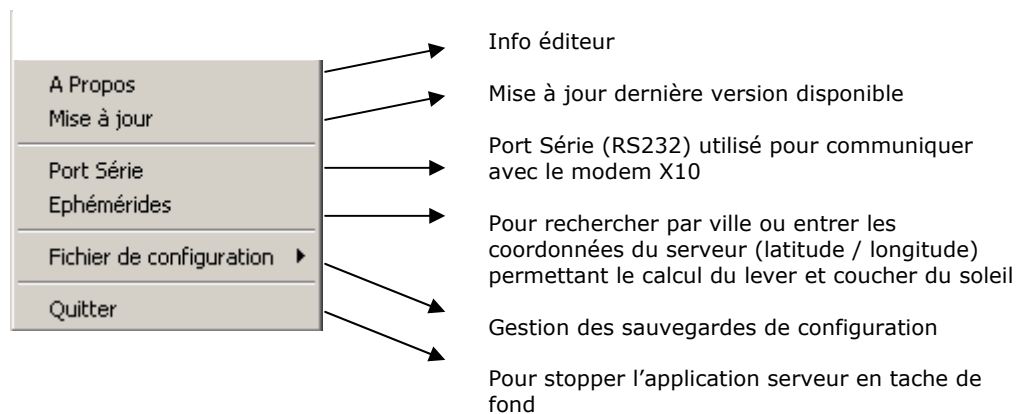 A Propos
Mise à jour
Port Série
Ephémérides
Fichier de configuration
Quitter
Info éditeur
Mise à jour dernière version disponible
Port Série (RS232) utilisé pour communiquer
avec le modem X10
Pour rechercher par ville ou entrer les
coordonnées du serveur (latitude / longitude)
permettant le calcul du lever et coucher du soleil
Gestion des sauvegardes de configuration
Pour stopper l’application serveur en tache de
fond